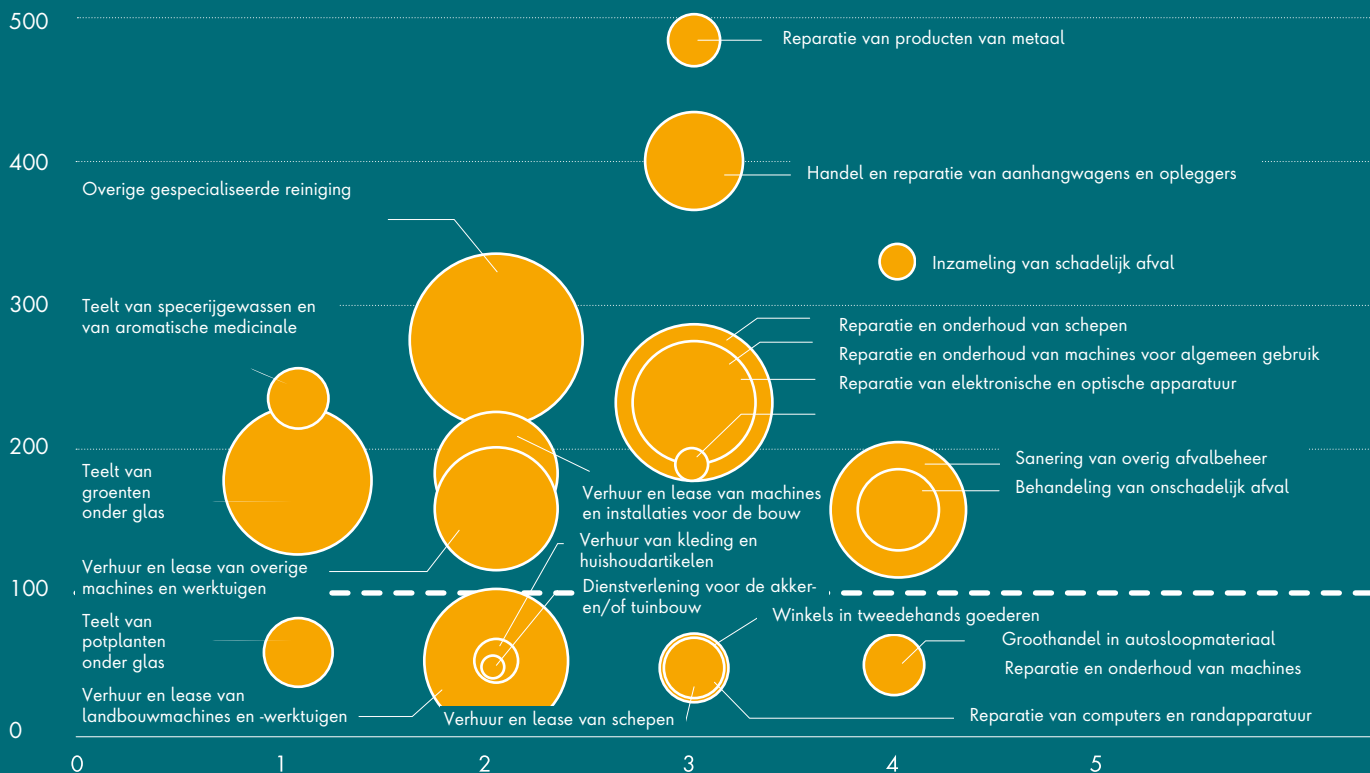 500
Reparatie van producten van metaal
400
Handel en reparatie van aanhangwagens en opleggers
Overige gespecialiseerde reiniging
Inzameling van schadelijk afval
300
Teelt van specerijgewassen en
van aromatische medicinale
Reparatie en onderhoud van schepen
Reparatie en onderhoud van machines voor algemeen gebruik
Reparatie van elektronische en optische apparatuur
200
Teelt van
groenten
onder glas
Sanering van overig afvalbeheer
Behandeling van onschadelijk afval
Verhuur en lease van machines
en installaties voor de bouw
Verhuur van kleding en
huishoudartikelen
Verhuur en lease van overige
machines en werktuigen
Dienstverlening voor de akker-
en/of tuinbouw
100
Winkels in tweedehands goederen
Teelt van
potplanten
onder glas
Groothandel in autosloopmateriaal
Reparatie en onderhoud van machines
Verhuur en lease van
landbouwmachines en -werktuigen
Verhuur en lease van schepen
Reparatie van computers en randapparatuur
0
0 1 2 3 4 5